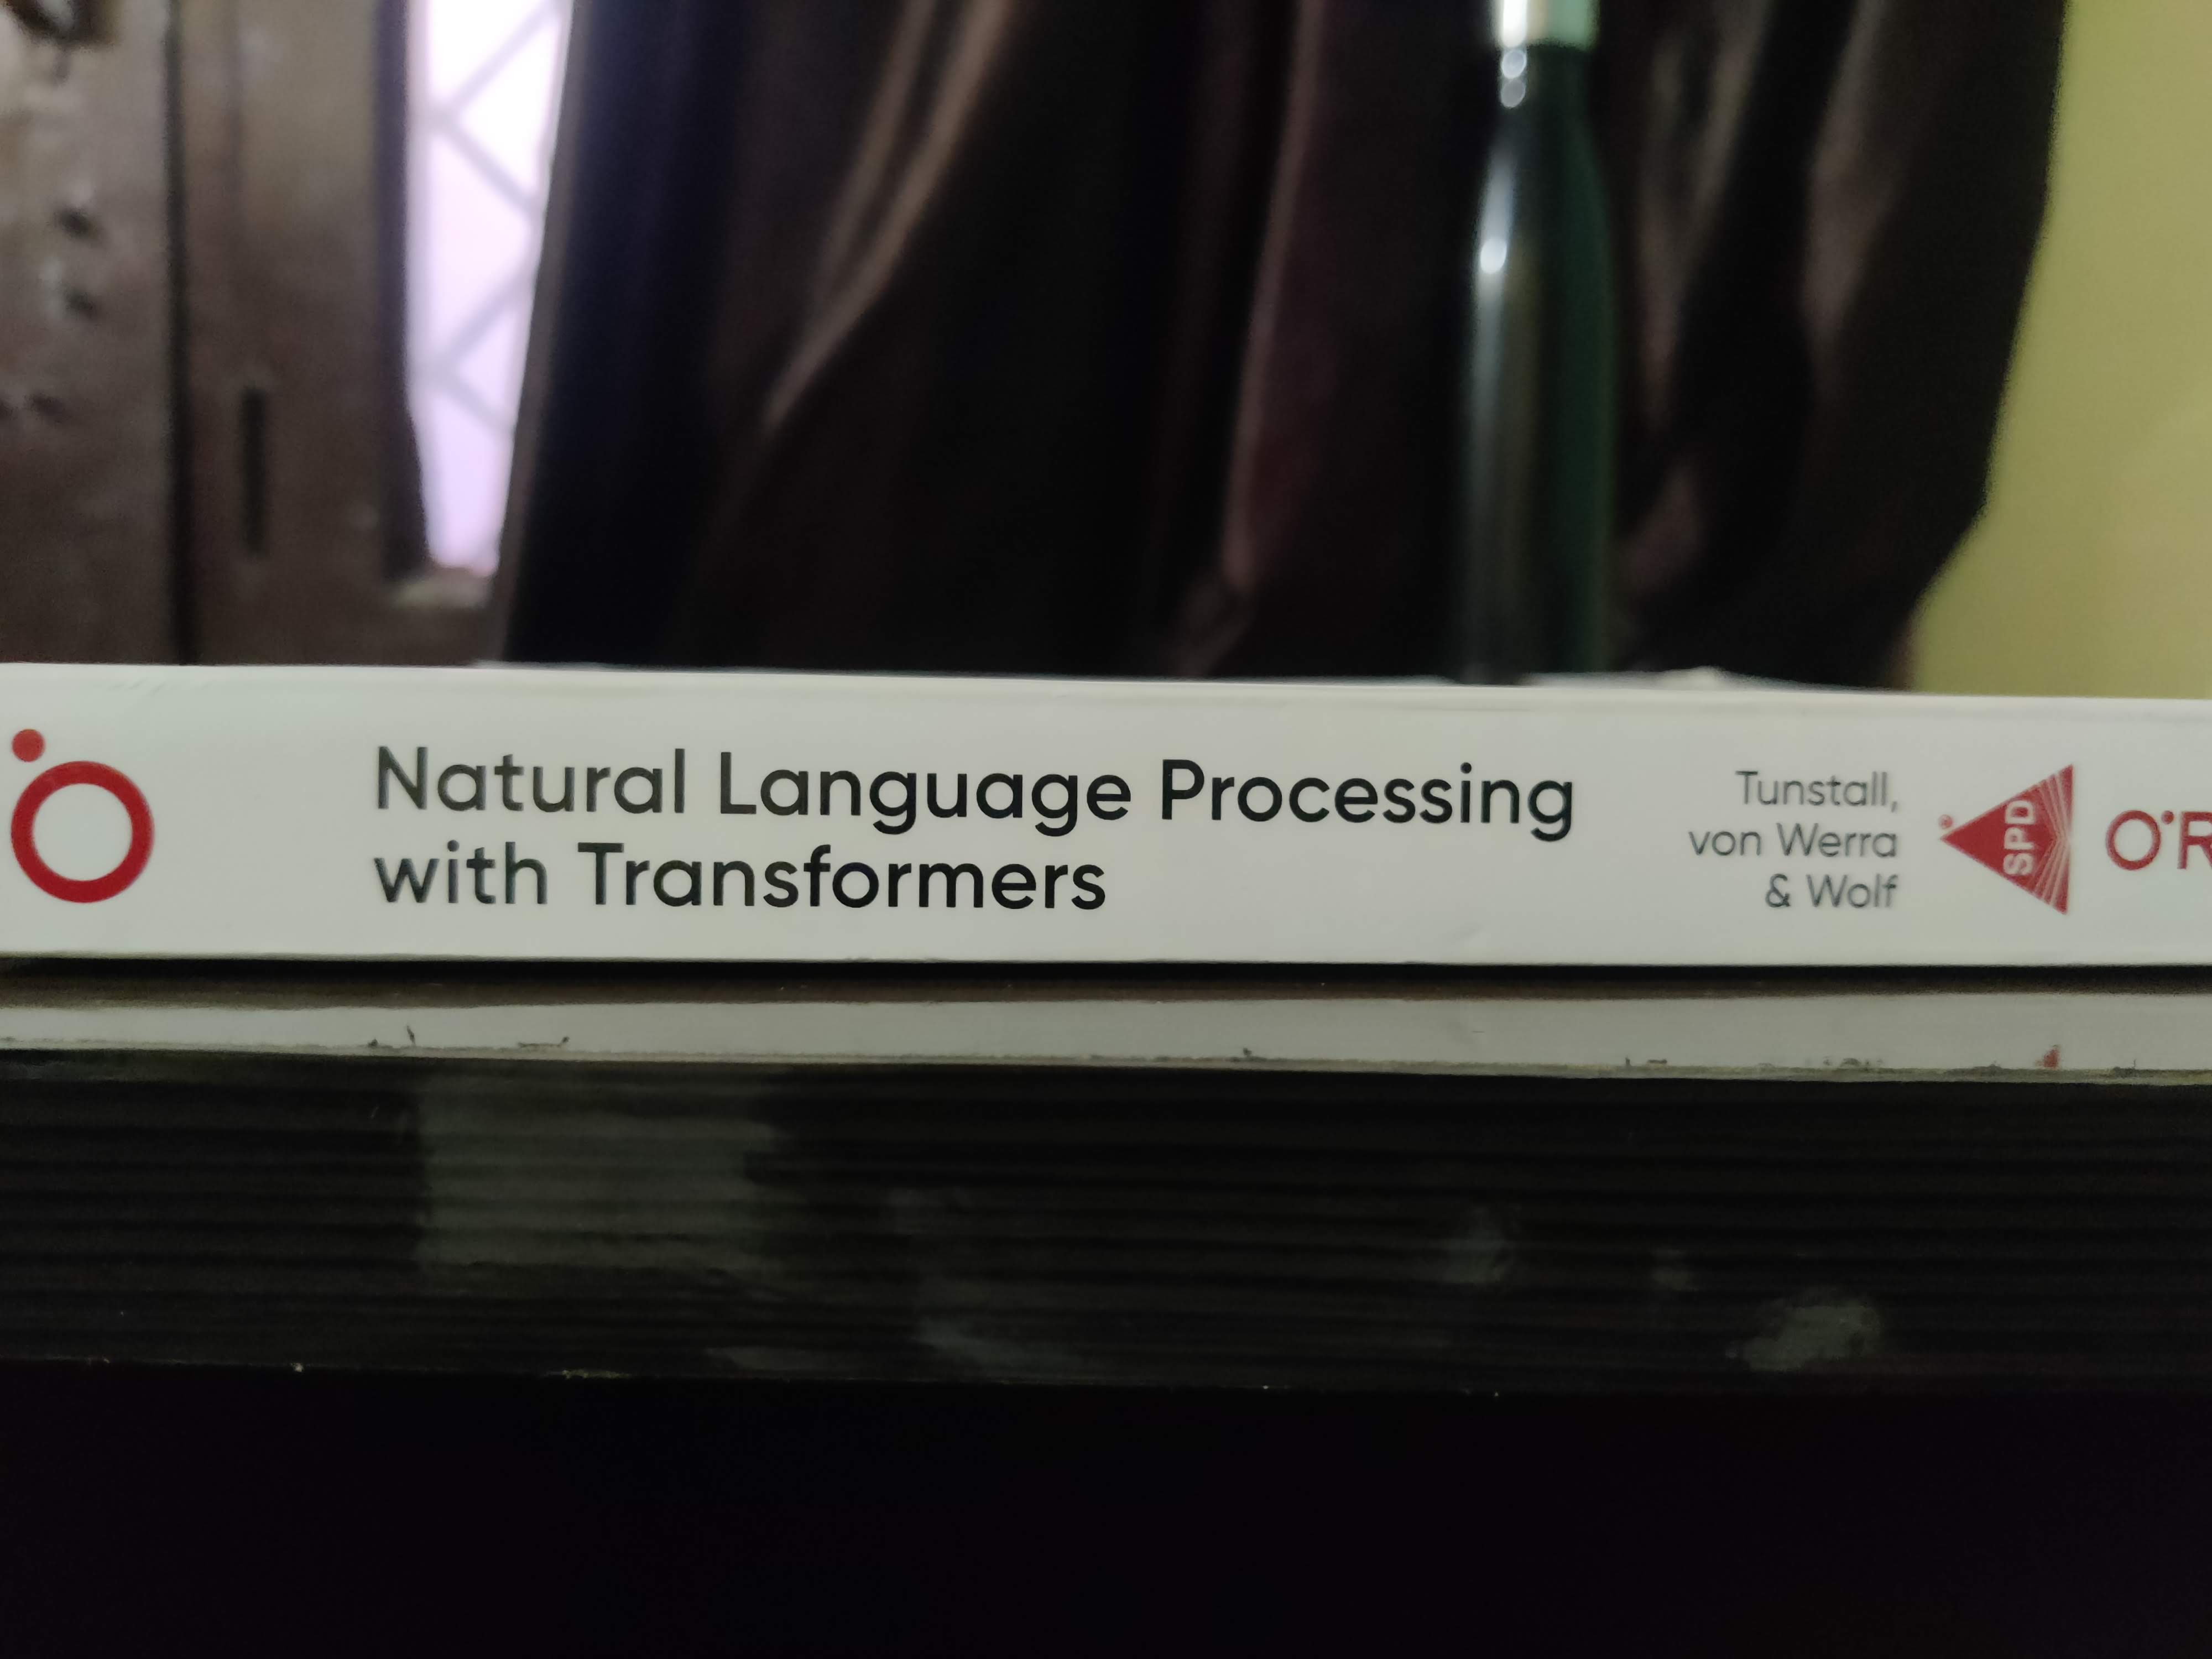 Natural Language Processing
with Transformers
Tunstall,
von Werra
& Wolf
SPD
O'R